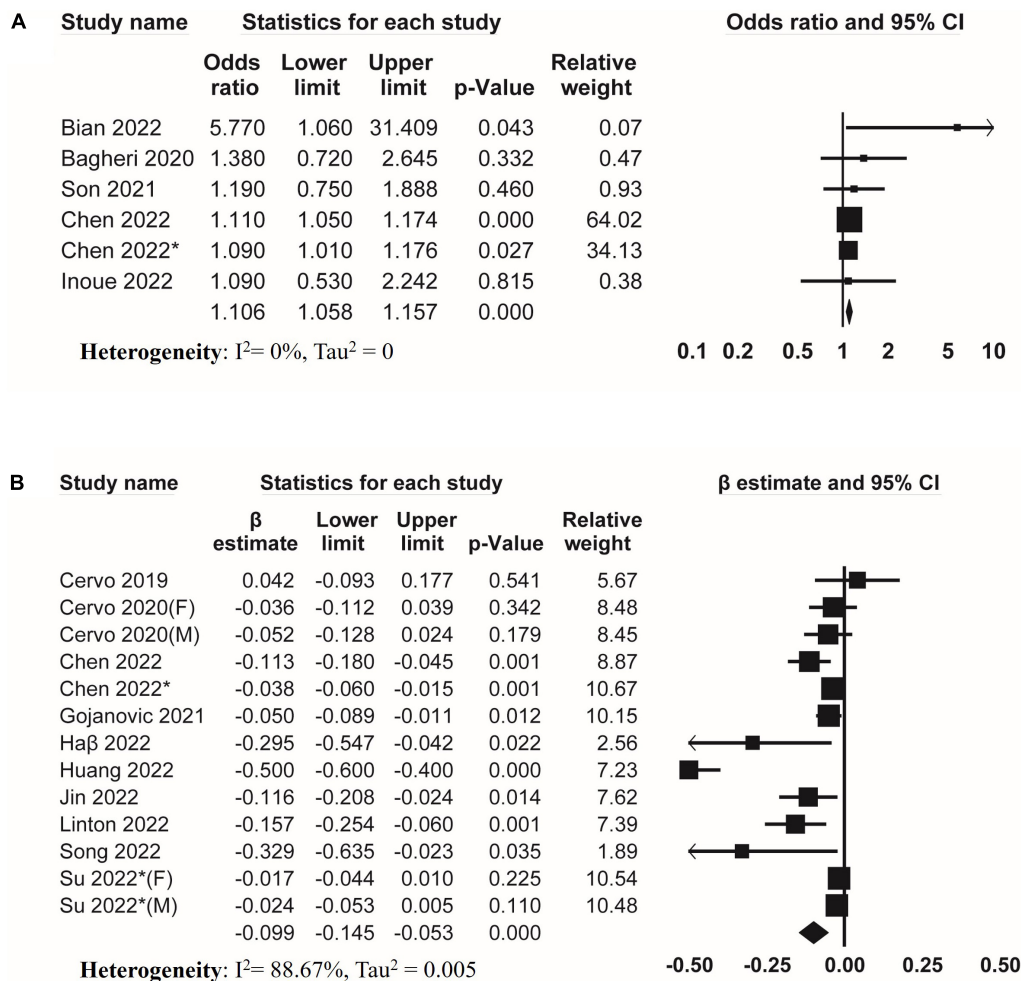 A Study name Statistics for each study Odds ratio and 95% CI
Odds ratio Lower limit Upper limit p-Value Relative weight
Bian 2022 5.770 1.060 31.409 0.043 0.07
Bagheri 2020 1.380 0.720 2.645 0.332 0.47
Son 2021 1.190 0.750 1.888 0.460 0.93
Chen 2022 1.110 1.050 1.174 0.000 64.02
Chen 2022* 1.090 1.010 1.176 0.027 34.13
Inoue 2022 1.090 0.530 2.242 0.815 0.38
1.106 1.058 1.157 0.000
Heterogeneity: I²= 0%, Tau² = 0
0.1 0.2 0.5 1 2 5 10
B Study name Statistics for each study β estimate and 95% CI
β estimate Lower limit Upper limit p-Value Relative weight
Cervo 2019 0.042 -0.093 0.177 0.541 5.67
Cervo 2020(F) -0.036 -0.112 0.039 0.342 8.48
Cervo 2020(M) -0.052 -0.128 0.024 0.179 8.45
Chen 2022 -0.113 -0.180 -0.045 0.001 8.87
Chen 2022* -0.038 -0.060 -0.015 0.001 10.67
Gojanovic 2021 -0.050 -0.089 -0.011 0.012 10.15
Haβ 2022 -0.295 -0.547 -0.042 0.022 2.56
Huang 2022 -0.500 -0.600 -0.400 0.000 7.23
Jin 2022 -0.116 -0.208 -0.024 0.014 7.62
Linton 2022 -0.157 -0.254 -0.060 0.001 7.39
Song 2022 -0.329 -0.635 -0.023 0.035 1.89
Su 2022*(F) -0.017 -0.044 0.010 0.225 10.54
Su 2022*(M) -0.024 -0.053 0.005 0.110 10.48
-0.099 -0.145 -0.053 0.000
Heterogeneity: I²= 88.67%, Tau² = 0.005
-0.50 -0.25 0.00 0.25 0.50